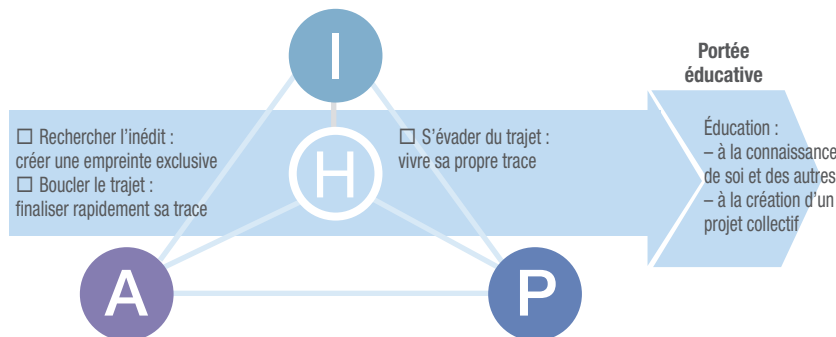 I
Portée
éducative
☐ Rechercher l'inédit :
créer une empreinte exclusive
☐ Boucler le trajet :
finaliser rapidement sa trace
H
☐ S'évader du trajet :
vivre sa propre trace
Éducation :
– à la connaissance
de soi et des autres
– à la création d'un
projet collectif
A
P